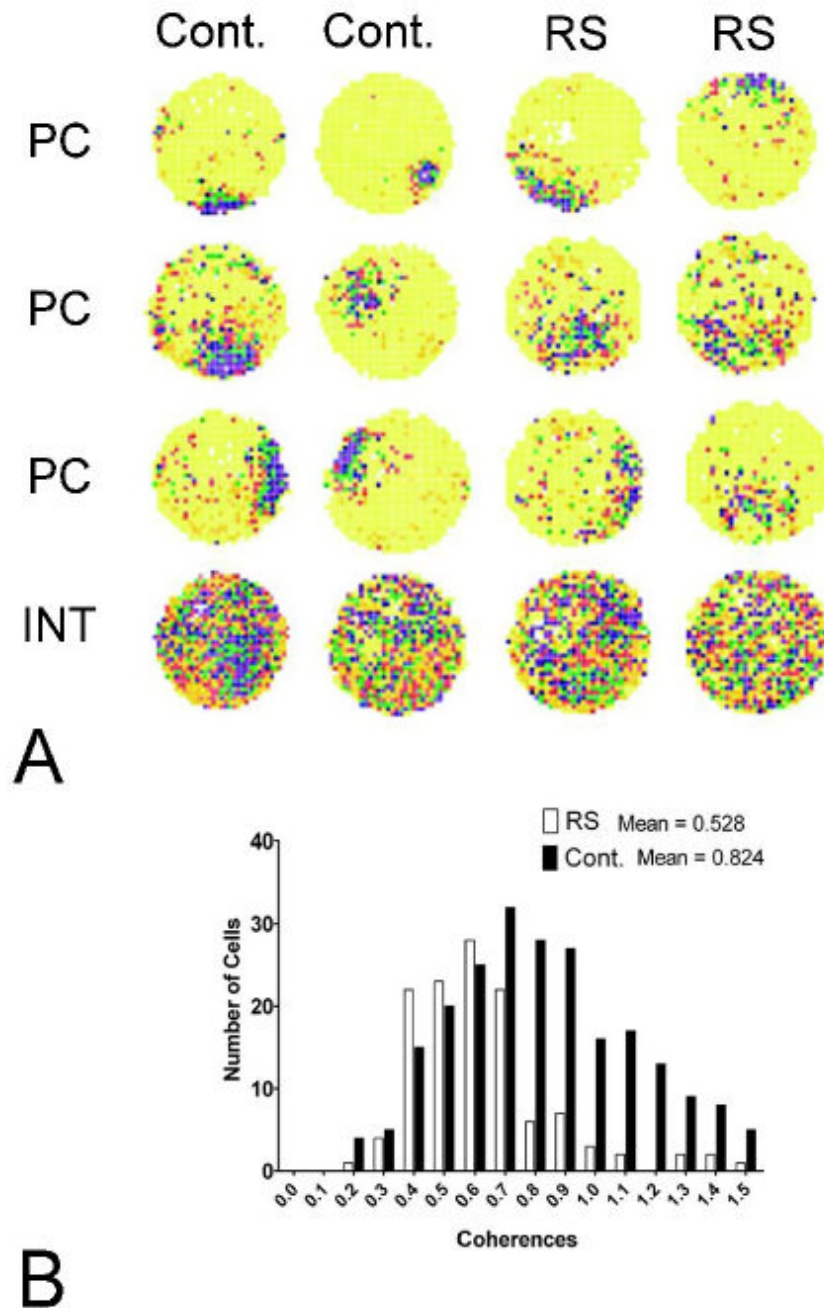 Cont. Cont. RS RS
PC
PC
PC
INT
A
RS Mean = 0.528
Cont. Mean = 0.824
40
30
20
10
0
Number of Cells
0.0 0.1 0.2 0.3 0.4 0.5 0.6 0.7 0.8 0.9 1.0 1.1 1.2 1.3 1.4 1.5
Coherences
B